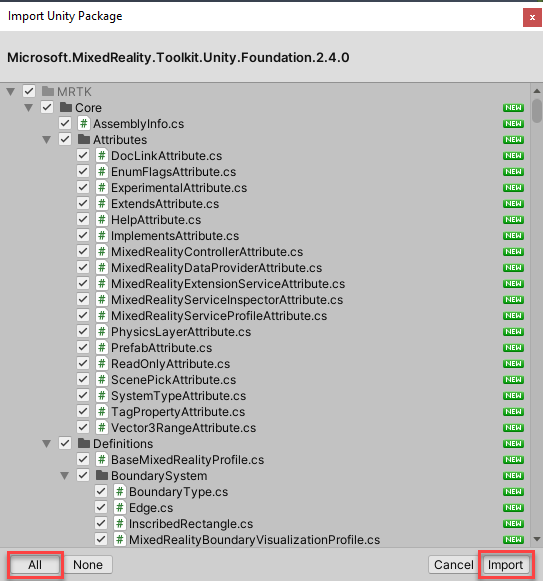 Import Unity Package
x
Microsoft.MixedReality.Toolkit.Unity.Foundation.2.4.0
MRTK
Core NEW
AssemblyInfo.cs NEW
Attributes NEW
DocLinkAttribute.cs NEW
EnumFlagsAttribute.cs NEW
ExperimentalAttribute.cs NEW
ExtendsAttribute.cs NEW
HelpAttribute.cs NEW
ImplementsAttribute.cs NEW
MixedRealityControllerAttribute.cs NEW
MixedRealityDataProviderAttribute.cs NEW
MixedRealityExtensionServiceAttribute.cs NEW
MixedRealityServiceInspectorAttribute.cs NEW
MixedRealityServiceProfileAttribute.cs NEW
PhysicsLayerAttribute.cs NEW
PrefabAttribute.cs NEW
ReadOnlyAttribute.cs NEW
ScenePickAttribute.cs NEW
SystemTypeAttribute.cs NEW
TagPropertyAttribute.cs NEW
Vector3RangeAttribute.cs NEW
Definitions NEW
BaseMixedRealityProfile.cs NEW
BoundarySystem NEW
BoundaryType.cs NEW
Edge.cs NEW
InscribedRectangle.cs NEW
MixedRealityBoundaryVisualizationProfile.cs NEW
All None Cancel Import